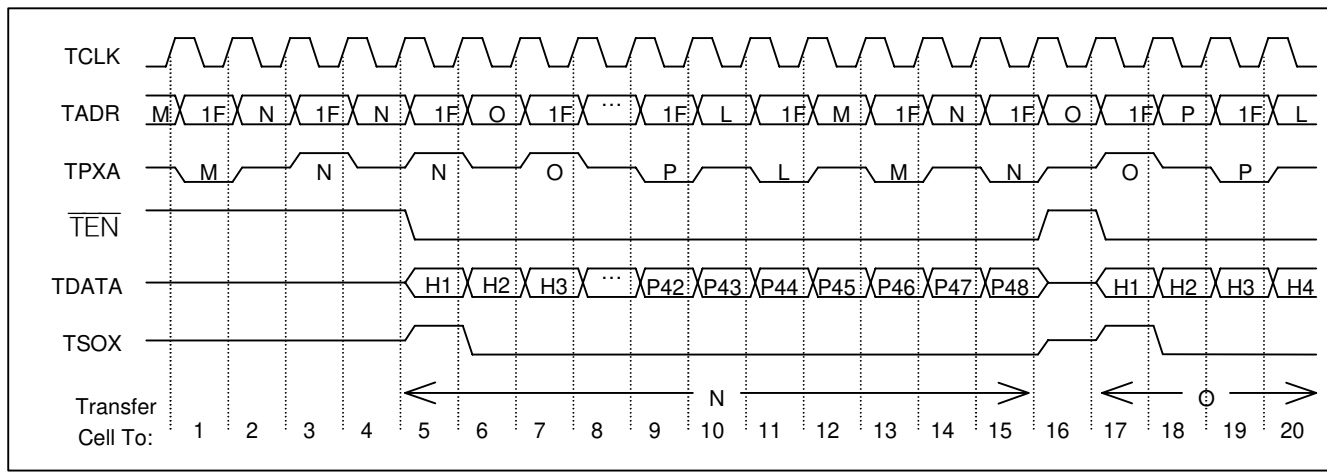 TCLK
TADR M 1F N 1F N 1F O 1F ... 1F L 1F M 1F N 1F O 1F P 1F L
TPXA M N N O P L M N O P
TEN
TDATA H1 H2 H3 ... P42 P43 P44 P45 P46 P47 P48 H1 H2 H3 H4
TSOX
N O
Transfer
Cell To: 1 2 3 4 5 6 7 8 9 10 11 12 13 14 15 16 17 18 19 20